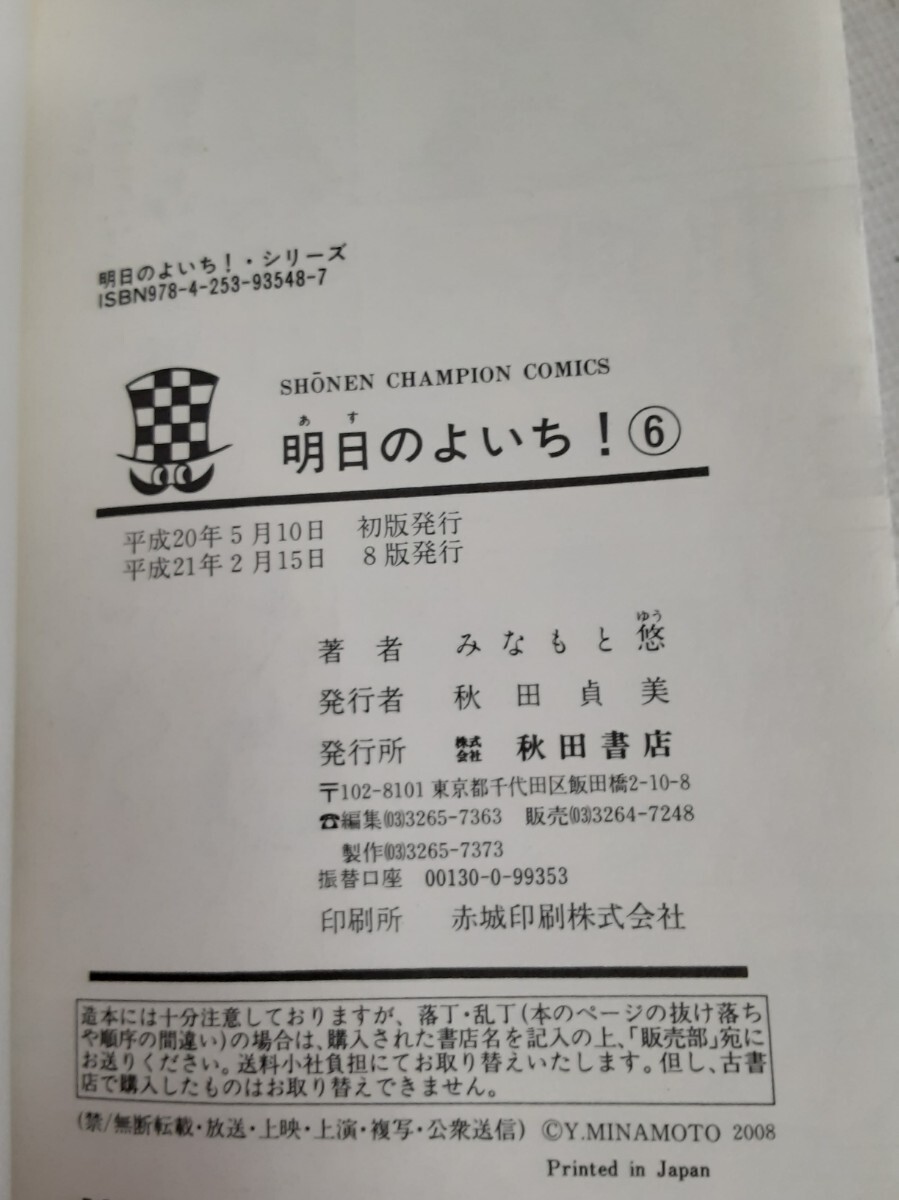 明日のよいち！・シリーズ
ISBN978-4-253-93548-7
SHŌNEN CHAMPION COMICS
あす
明日のよいち！⑥
平成20年5月10日　初版発行
平成21年2月15日　8版発行
ゆう
著者　みなもと悠
発行者　秋田貞美
発行所　株式会社　秋田書店
〒102-8101 東京都千代田区飯田橋2-10-8
☎編集(03)3265-7363　販売(03)3264-7248
製作(03)3265-7373
振替口座　00130-0-99353
印刷所　赤城印刷株式会社
造本には十分注意しておりますが、落丁・乱丁(本のページの抜け落ち
や順序の間違い)の場合は、購入された書店名を記入の上、「販売部」宛に
お送りください。送料小社負担にてお取り替えいたします。但し、古書
店で購入したものはお取り替えできません。
(禁/無断転載・放送・上映・上演・複写・公衆送信) ©Y.MINAMOTO 2008
Printed in Japan